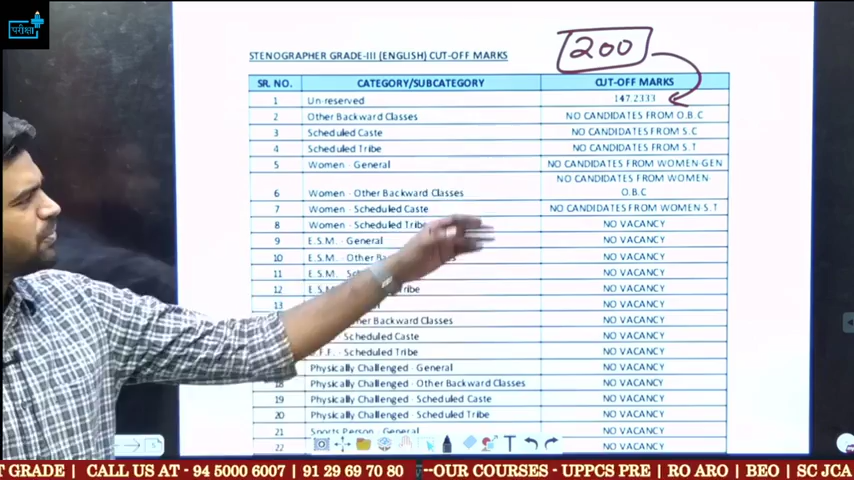 परीक्षा
STENOGRAPHER GRADE-III (ENGLISH) CUT-OFF MARKS
200
SR. NO. CATEGORY/SUBCATEGORY CUT-OFF MARKS
1 Un-reserved 147.2333
2 Other Backward Classes NO CANDIDATES FROM O.B.C
3 Scheduled Caste NO CANDIDATES FROM S.C
4 Scheduled Tribe NO CANDIDATES FROM S.T
5 Women - General NO CANDIDATES FROM WOMEN-GEN
6 Women - Other Backward Classes NO CANDIDATES FROM WOMEN-
O.B.C
7 Women - Scheduled Caste NO CANDIDATES FROM WOMEN-S.T
8 Women - Scheduled Tribe NO VACANCY
9 E.S.M. - General NO VACANCY
10 E.S.M. - Other NO VACANCY
11 E.S.M. NO VACANCY
12 E.S.M. Tribe NO VACANCY
13 NO VACANCY
Other Backward Classes NO VACANCY
Scheduled Caste NO VACANCY
F.F. - Scheduled Tribe NO VACANCY
Physically Challenged - General NO VACANCY
18 Physically Challenged - Other Backward Classes NO VACANCY
19 Physically Challenged - Scheduled Caste NO VACANCY
20 Physically Challenged - Scheduled Tribe NO VACANCY
21 Sports Person - General NO VACANCY
22 NO VACANCY
T GRADE| CALL US AT - 94 5000 6007 | 91 29 69 70 80 --OUR COURSES - UPPCS PRE | RO ARO | BEO | SC JCA